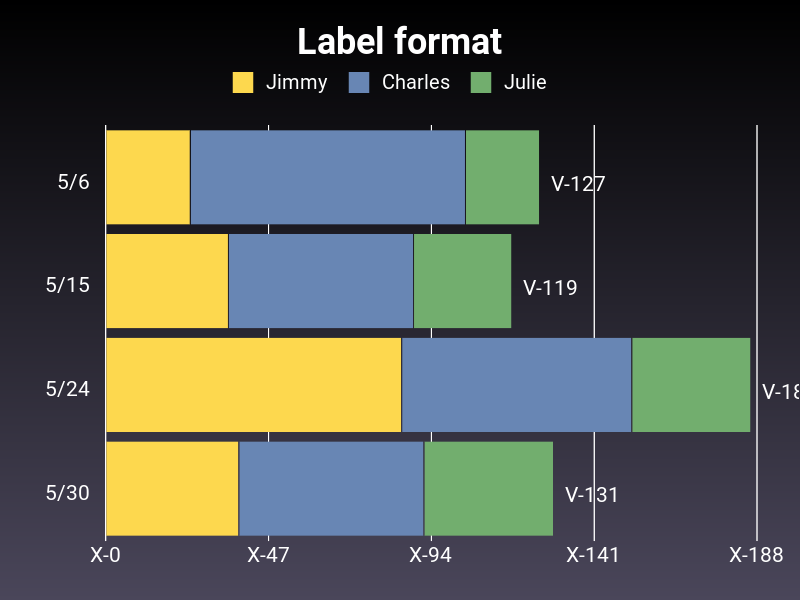 Label format
Jimmy Charles Julie
5/6 V-127
5/15 V-119
5/24
5/30 V-131
X-0 X-47 X-94 X-141 X-188